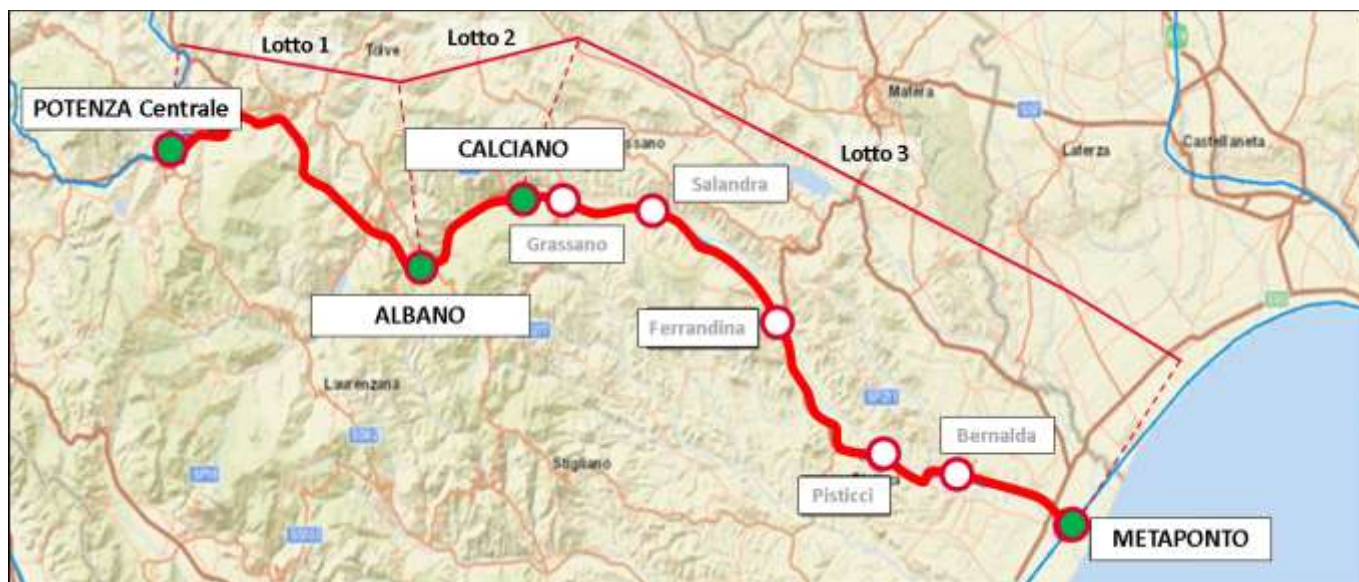 Lotto 1
Lotto 2
Tolve
POTENZA Centrale
Matera
CALCIANO
Lotto 3
Laterza
Castellaneta
Salandra
Grassano
ALBANO
Ferrandina
Laurenzana
Bernalda
Stigliano
Pisticci
METAPONTO